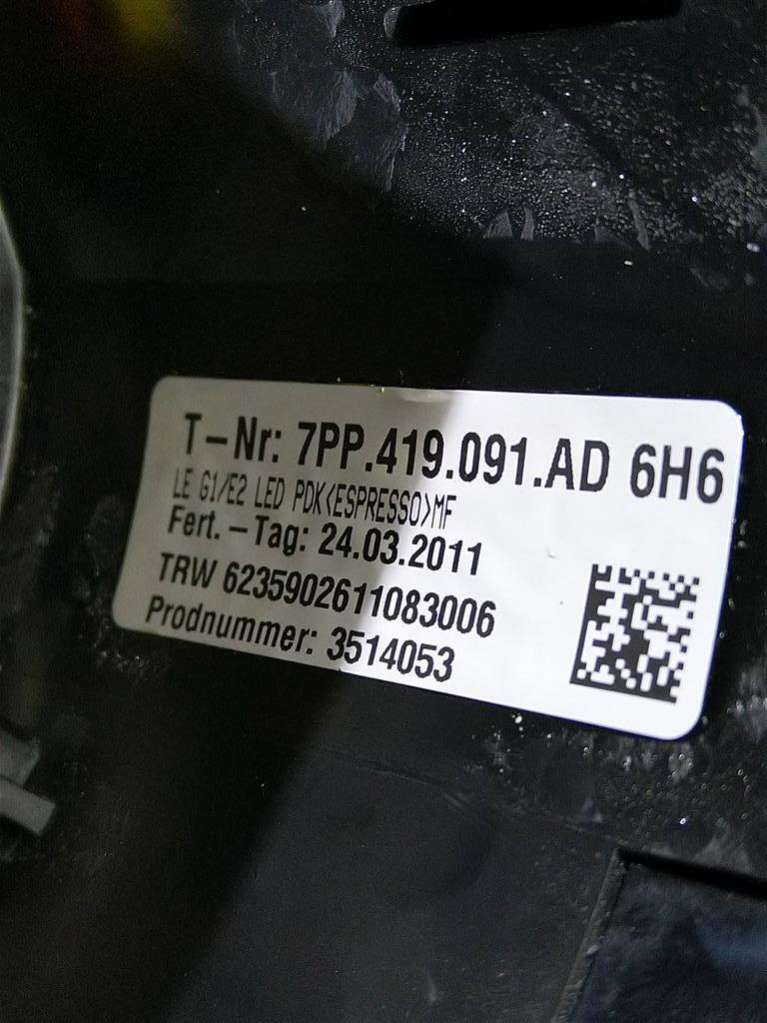 T-Nr: 7PP.419.091.AD 6H6
LE G1/E2 LED PDK<ESPRESSO>MF
Fert.-Tag: 24.03.2011
TRW 6235902611083006
Prodnummer: 3514053